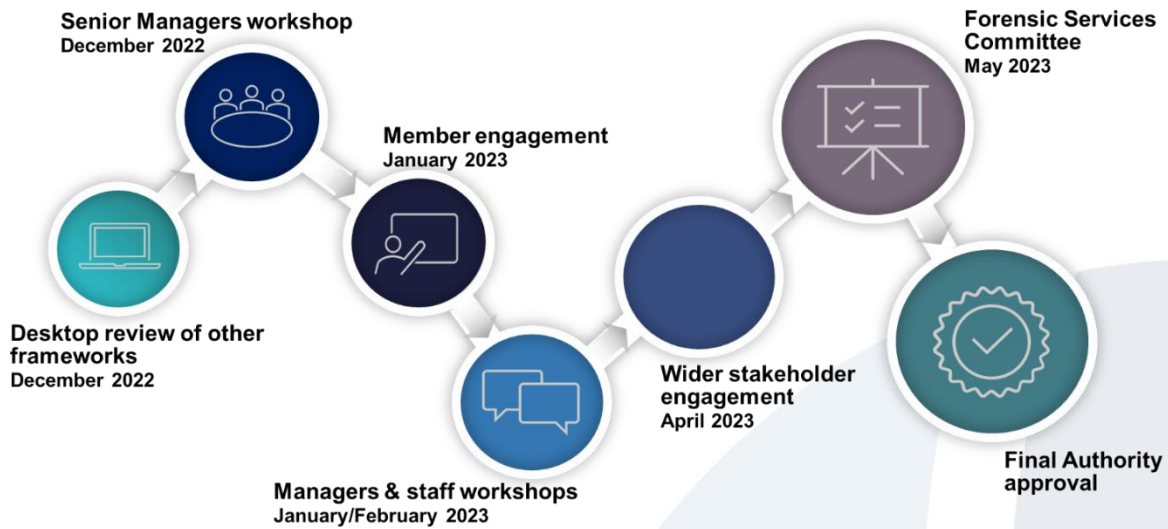 Senior Managers workshop
December 2022
Forensic Services
Committee
May 2023
Member engagement
January 2023
Desktop review of other
frameworks
December 2022
Wider stakeholder
engagement
April 2023
Final Authority
approval
Managers & staff workshops
January/February 2023